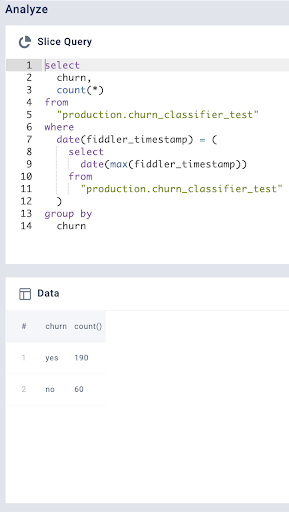 Analyze
Slice Query
1 select
2 churn,
3 count(*)
4 from
5 "production.churn_classifier_test"
6 where
7 date(fiddler_timestamp) = (
8 select
9 date(max(fiddler_timestamp))
10 from
11 "production.churn_classifier_test"
12 )
13 group by
14 churn
Data
# churn count()
1 yes 190
2 no 60